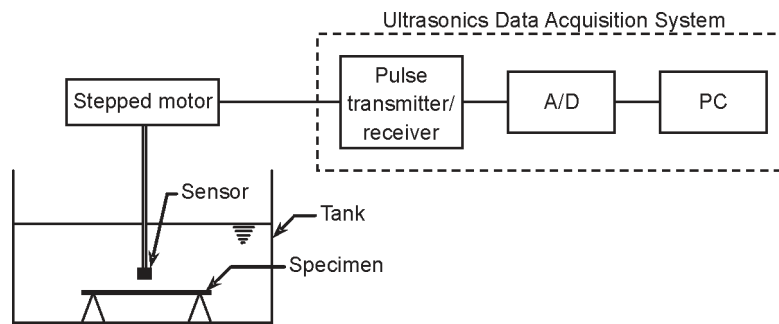 Ultrasonics Data Acquisition System
Stepped motor
Pulse
transmitter/
receiver
A/D
PC
Sensor
Tank
Specimen